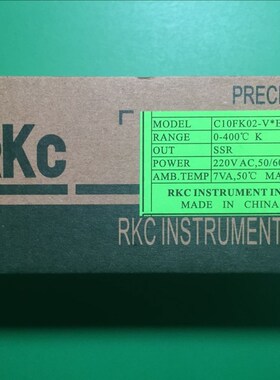 PRECI
RKC
MODEL C10FK02-V*E
RANGE 0-400℃ K
OUT SSR
POWER 220V AC,50/60
AMB.TEMP 7VA,50℃ MA
RKC INSTRUMENT IN
MADE IN CHINA
RKC INSTRUMENT